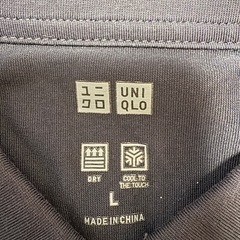 ユニ UNI
クロ QLO
DRY COOL TO
THE TOUCH
L
MADE IN CHINA